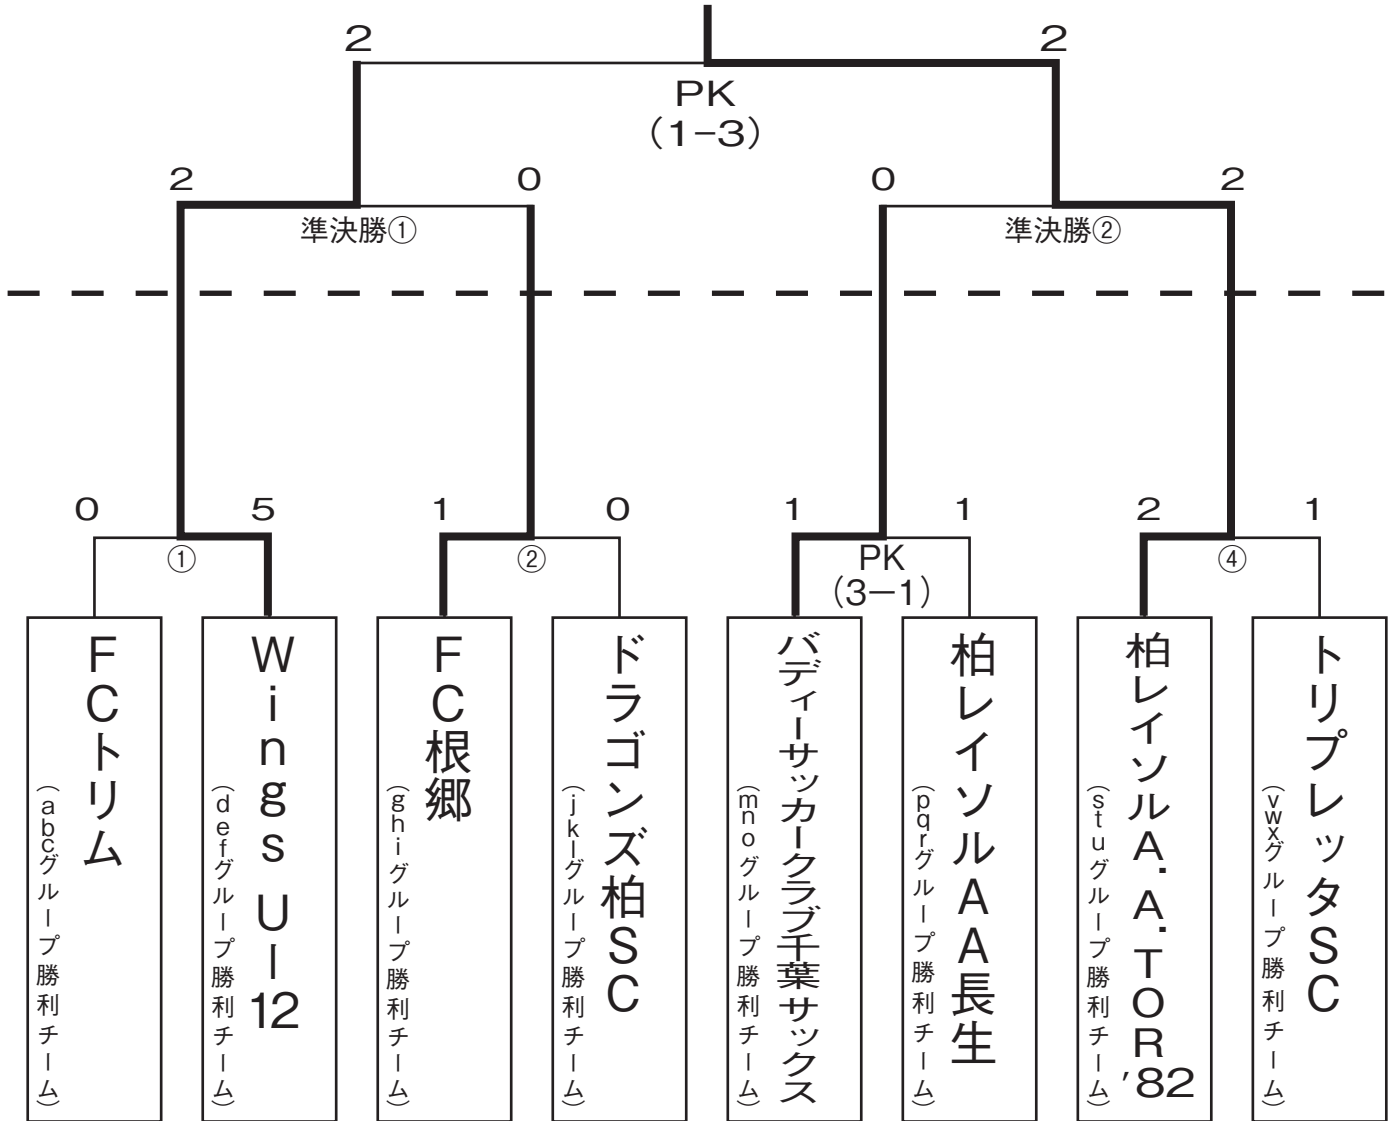 2 2
PK
（1−3）
2 0 0 2
準決勝① 準決勝②
0 5 1 0 1 1 2 1
① ② PK ④
（3−1）
FCトリム
（abcグループ勝利チーム）
Wings U−12
（defグループ勝利チーム）
FC根郷
（ghiグループ勝利チーム）
ドラゴンズ柏SC
（jklグループ勝利チーム）
バディーサッカークラブ千葉サックス
（mnoグループ勝利チーム）
柏レイソルAA長生
（pqrグループ勝利チーム）
柏レイソルA.A.TOR'82
（stuグループ勝利チーム）
トリプレッタSC
（vwxグループ勝利チーム）